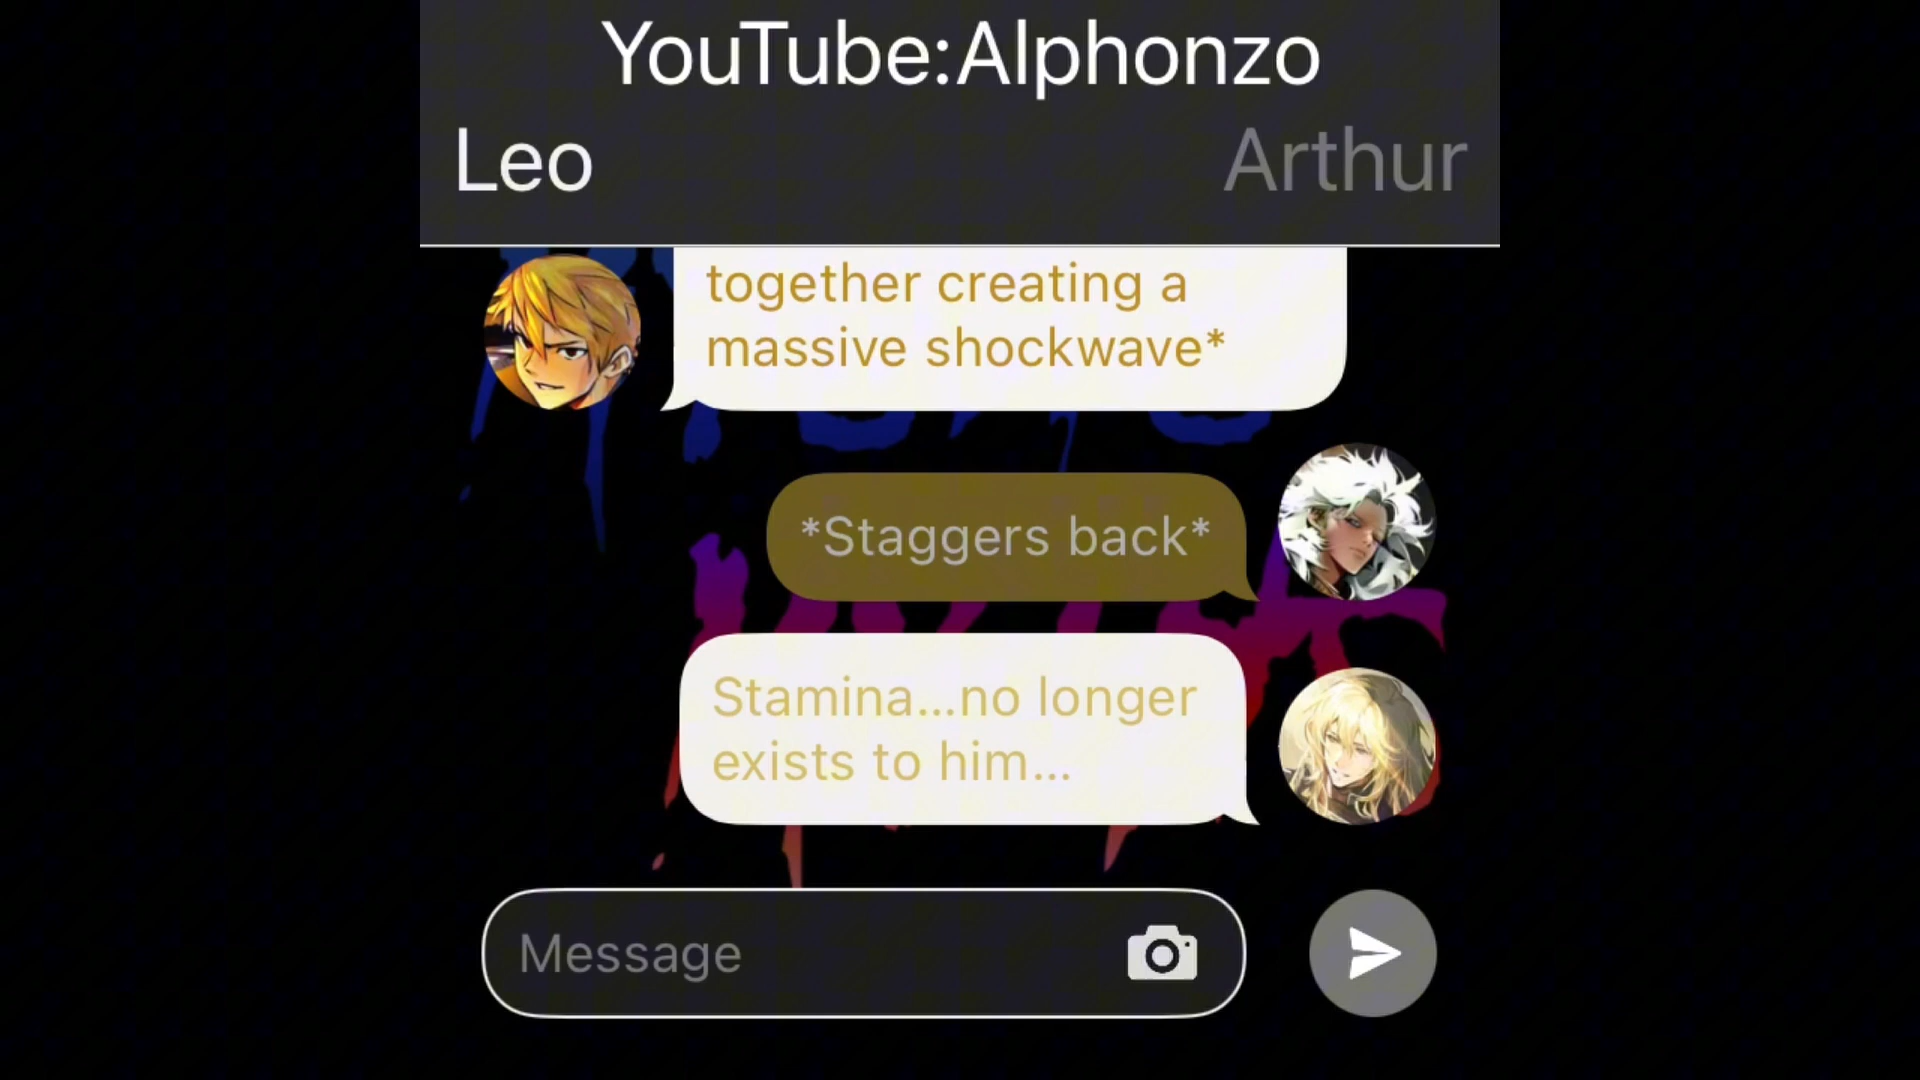 YouTube:Alphonzo
Leo
Arthur
together creating a
massive shockwave*
*Staggers back*
Stamina...no longer
exists to him...
Message